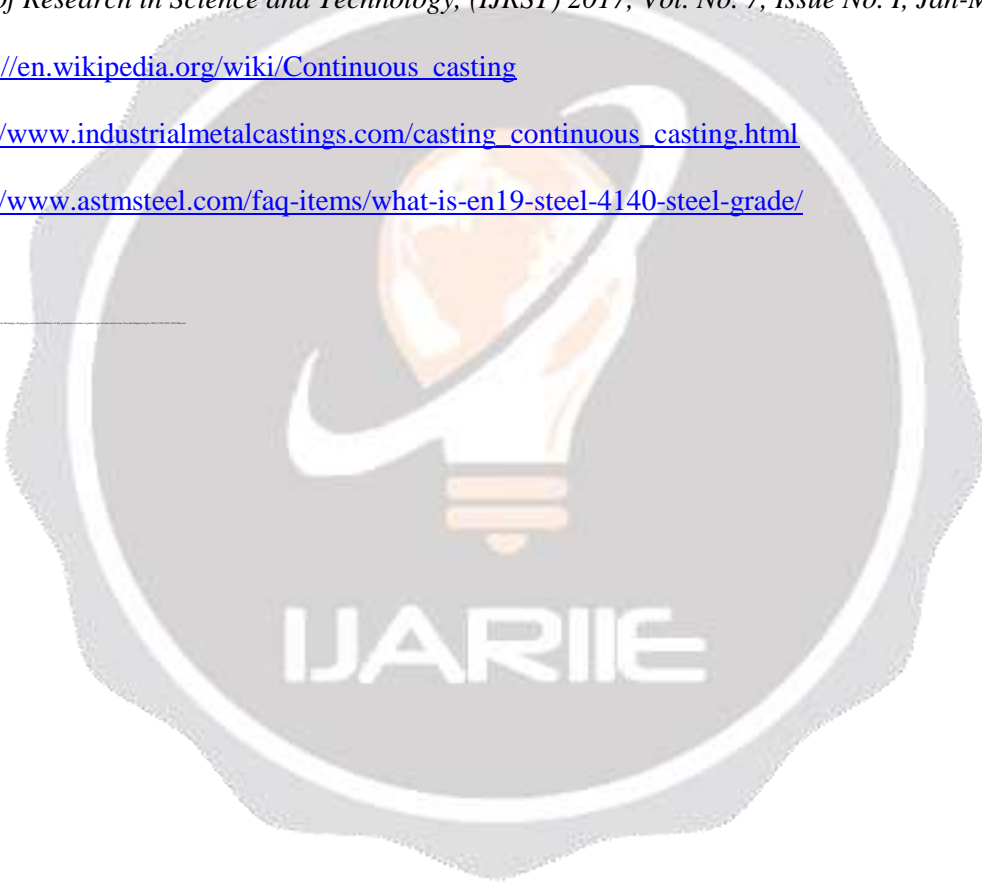 of Research in Science and Technology, (IJRST) 2017, Vol. No. 7, Issue No. I, Jan-M
://en.wikipedia.org/wiki/Continuous_casting
/www.industrialmetalcastings.com/casting_continuous_casting.html
/www.astmsteel.com/faq-items/what-is-en19-steel-4140-steel-grade/
IJARIIE